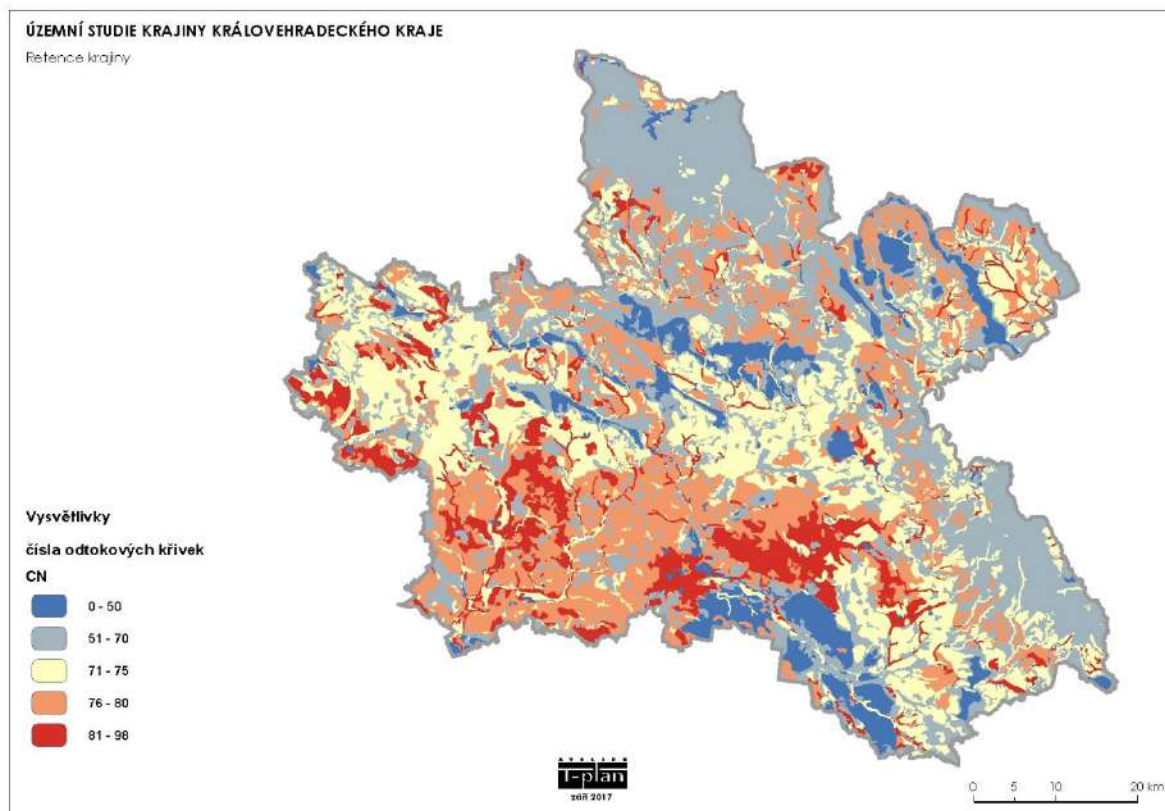 ÚZEMNÍ STUDIE KRAJINY KRÁLOVEHRADECKÉHO KRAJE
Retence krajiny
Vysvětlivky
čísla odtokových křivek
CN
0 - 50
51 - 70
71 - 75
76 - 80
81 - 98
ATELIER
T-plan
září 2017
0 5 10 20 km